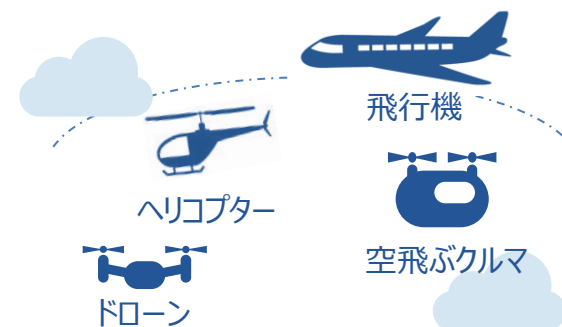 飛行機
ヘリコプター
空飛ぶクルマ
ドローン